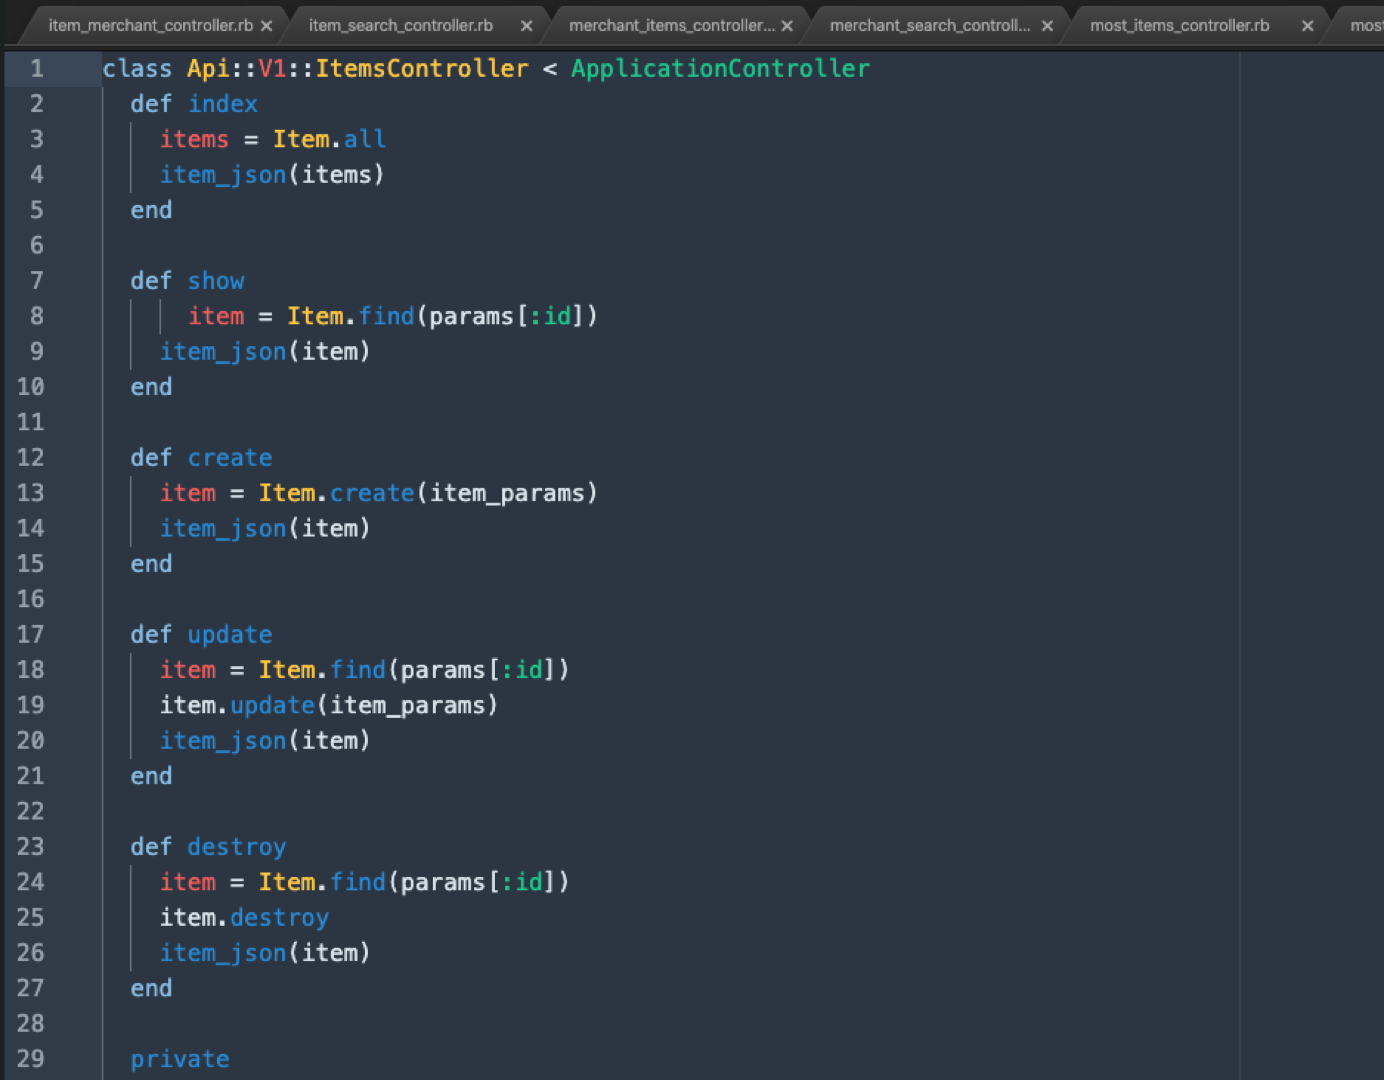 item_merchant_controller.rb × item_search_controller.rb × merchant_items_controller... × merchant_search_controll... × most_items_controller.rb × most
1 class Api::V1::ItemsController < ApplicationController
2   def index
3     items = Item.all
4     item_json(items)
5   end
6
7   def show
8       item = Item.find(params[:id])
9     item_json(item)
10   end
11
12   def create
13     item = Item.create(item_params)
14     item_json(item)
15   end
16
17   def update
18     item = Item.find(params[:id])
19     item.update(item_params)
20     item_json(item)
21   end
22
23   def destroy
24     item = Item.find(params[:id])
25     item.destroy
26     item_json(item)
27   end
28
29   private